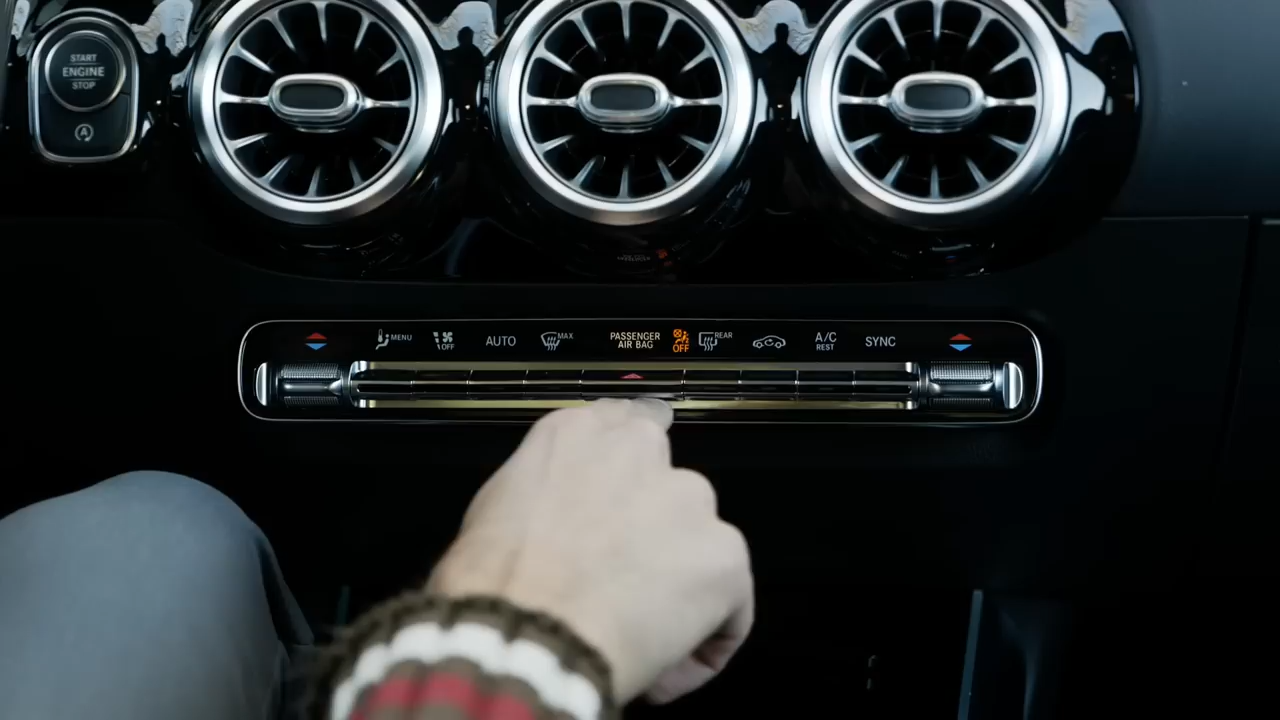 START
ENGINE
STOP
A
MENU
OFF
AUTO
MAX
PASSENGER
AIR BAG
OFF
REAR
A/C
REST
SYNC